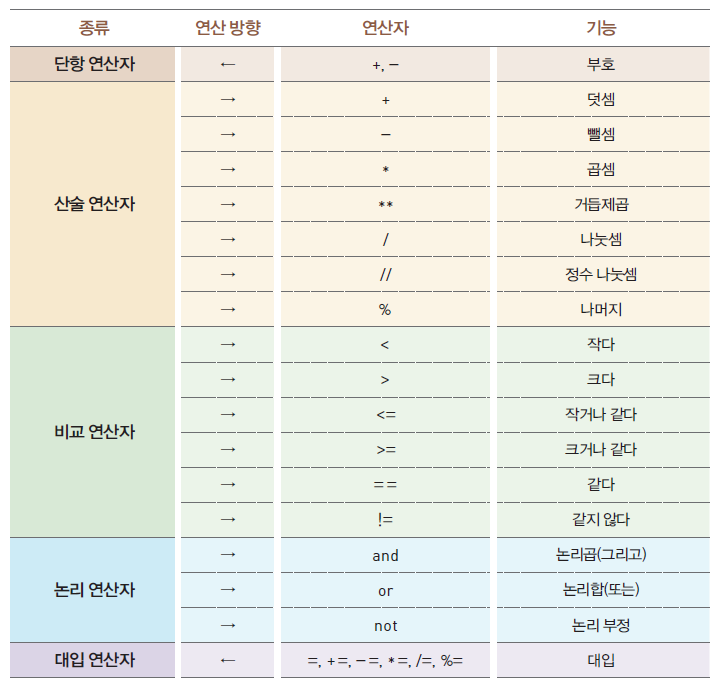 종류 연산 방향 연산자 기능
단항 연산자 ← +, − 부호
→ + 덧셈
→ − 뺄셈
→ * 곱셈
산술 연산자 → ** 거듭제곱
→ / 나눗셈
→ // 정수 나눗셈
→ % 나머지
→ < 작다
→ > 크다
→ <= 작거나 같다
비교 연산자
→ >= 크거나 같다
→ == 같다
→ != 같지 않다
→ and 논리곱(그리고)
논리 연산자 → or 논리합(또는)
→ not 논리 부정
대입 연산자 ← =, +=, −=, *=, /=, %= 대입